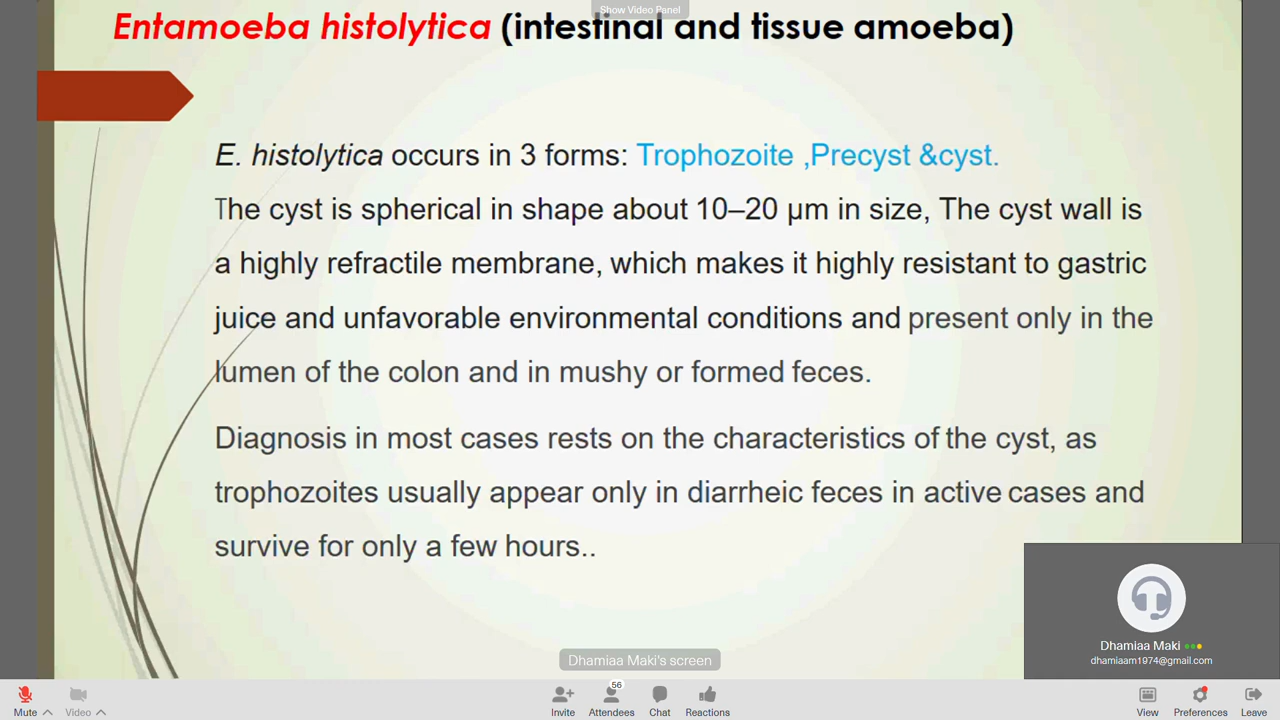 Show Video Panel
Entamoeba histolytica (intestinal and tissue amoeba)
E. histolytica occurs in 3 forms: Trophozoite ,Precyst &cyst.
The cyst is spherical in shape about 10–20 μm in size, The cyst wall is
a highly refractile membrane, which makes it highly resistant to gastric
juice and unfavorable environmental conditions and present only in the
lumen of the colon and in mushy or formed feces.
Diagnosis in most cases rests on the characteristics of the cyst, as
trophozoites usually appear only in diarrheic feces in active cases and
survive for only a few hours..
Dhamiaa Maki
dhamiaam1974@gmail.com
Dhamiaa Maki's screen
56
Mute
Video
Invite
Attendees
Chat
Reactions
View
Preferences
Leave